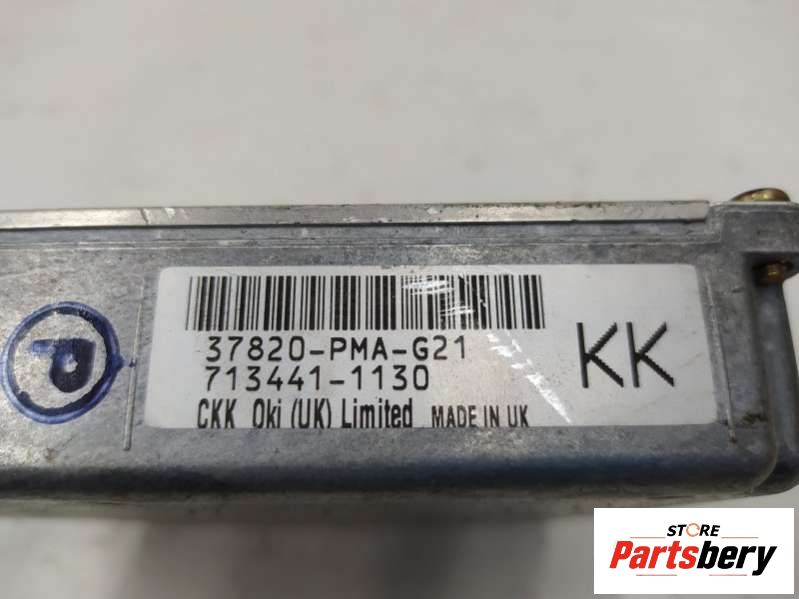 37820-PMA-G21
713441-1130
KK
CKK Oki (UK) Limited MADE IN UK
STORE
Partsbery